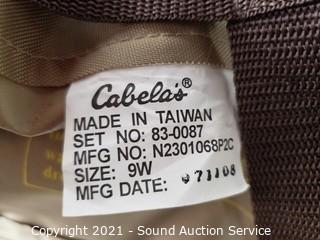 Cabela's®
MADE IN TAIWAN
SET NO: 83-0087
MFG NO: N2301068P2C
SIZE: 9W
MFG DATE: 071108
Copyright 2021 - Sound Auction Service